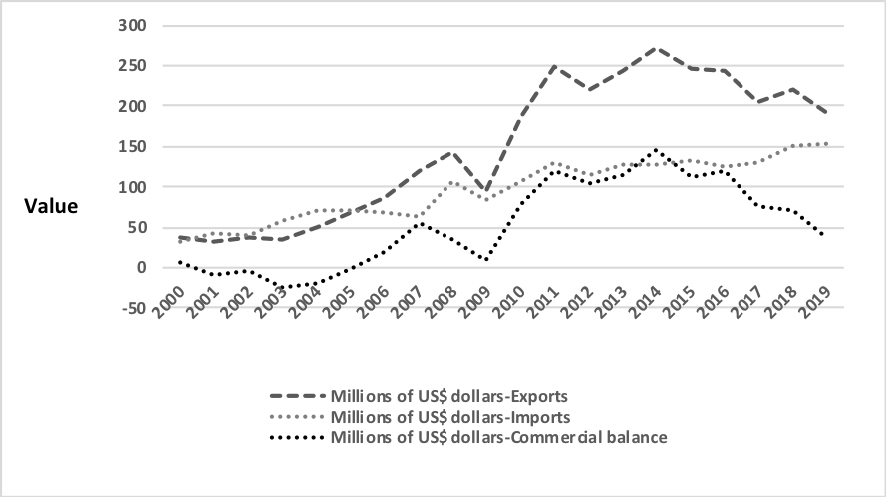 300
250
200
150
100
50
0
-50
Value
2000 2001 2002 2003 2004 2005 2006 2007 2008 2009 2010 2011 2012 2013 2014 2015 2016 2017 2018 2019
Millions of US$ dollars-Exports
Millions of US$ dollars-Imports
Millions of US$ dollars-Commercial balance